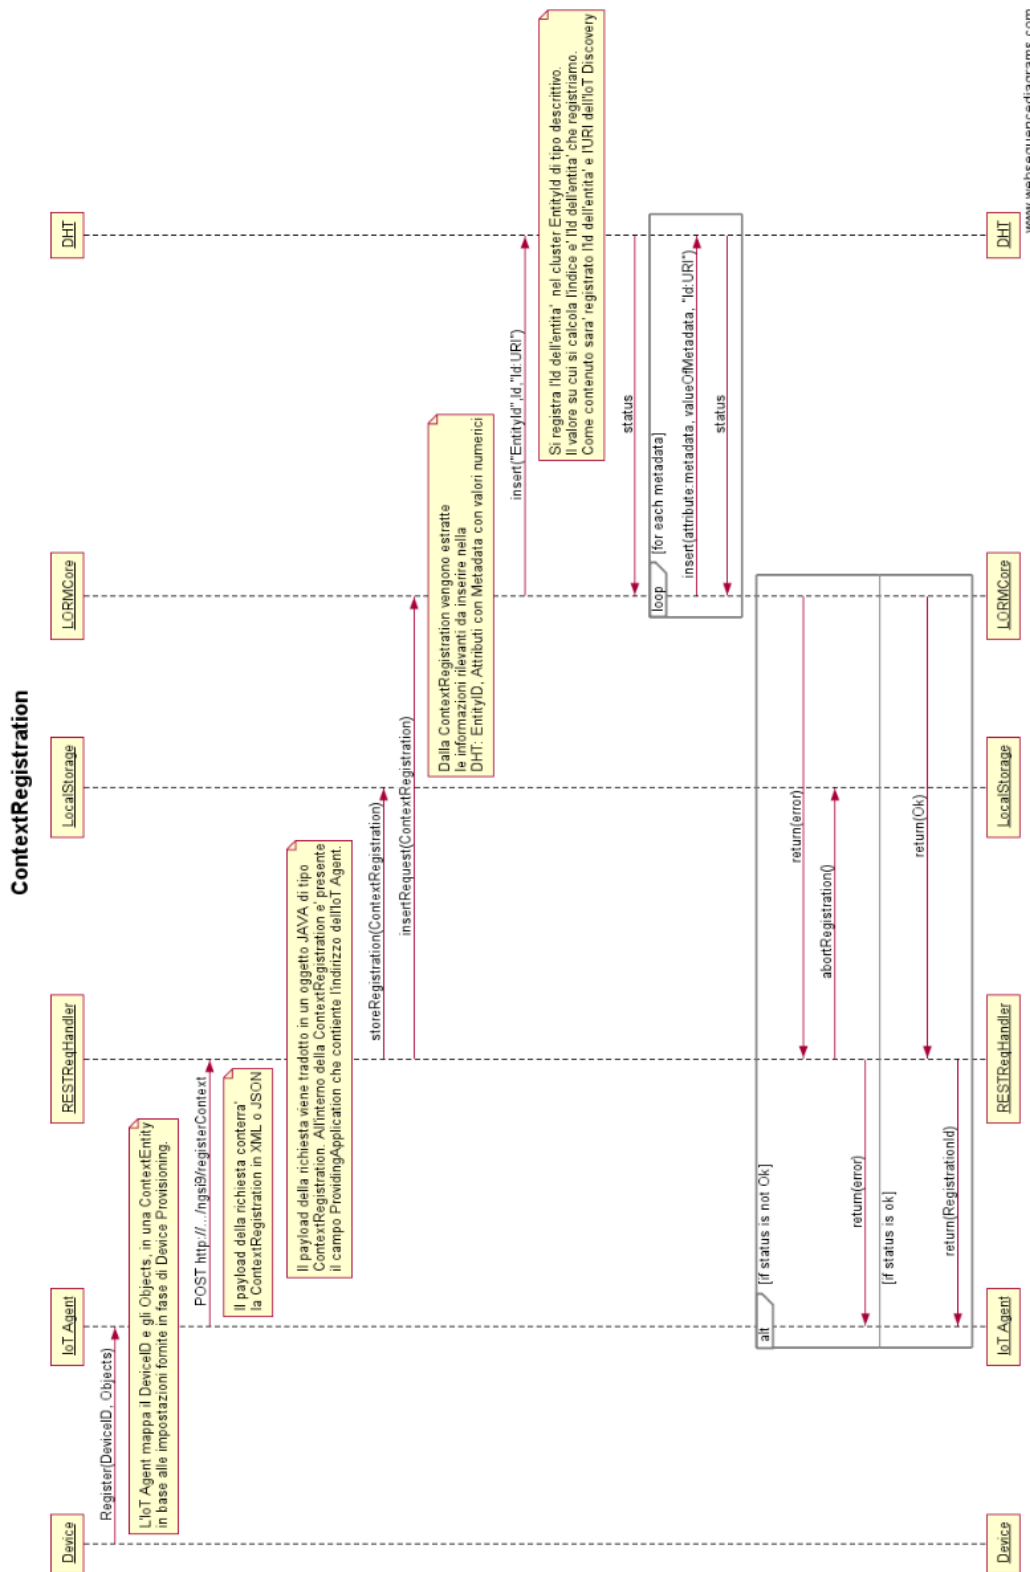 ContextRegistration
Device
IoT Agent
RESTReqHandler
LocalStorage
LORMCore
DHT
Register(DeviceID, Objects)
L'IoT Agent mappa il DeviceID e gli Objects, in una ContextEntity
in base alle impostazioni fornite in fase di Device Provisioning.
POST http://.../ngsi9/registerContext
Il payload della richiesta conterra'
la ContextRegistration in XML o JSON
Il payload della richiesta viene tradotto in un oggetto JAVA di tipo
ContextRegistration. All'interno della ContextRegistration e' presente
il campo ProvidingApplication che contiente l'indirizzo dell'IoT Agent.
storeRegistration(ContextRegistration)
insertRequest(ContextRegistration)
Dalla ContextRegistration vengono estratte
le informazioni rilevanti da inserire nella
DHT: EntityID, Attributi con Metadata con valori numerici
insert("EntityId",Id,"Id:URI")
Si registra l'Id dell'entita' nel cluster EntityId di tipo descrittivo.
Il valore su cui si calcola l'indice e' l'Id dell'entita' che registriamo.
Come contenuto sara' registrato l'Id dell'entita' e l'URI dell'IoT Discovery
status
loop
[for each metadata]
insert(attribute:metadata, valueOfMetadata, "Id:URI")
status
alt
[if status is not Ok]
return(error)
abortRegistration()
return(error)
[if status is ok]
return(Ok)
return(RegistrationId)
Device
IoT Agent
RESTReqHandler
LocalStorage
LORMCore
DHT
www.websequencediagrams.com